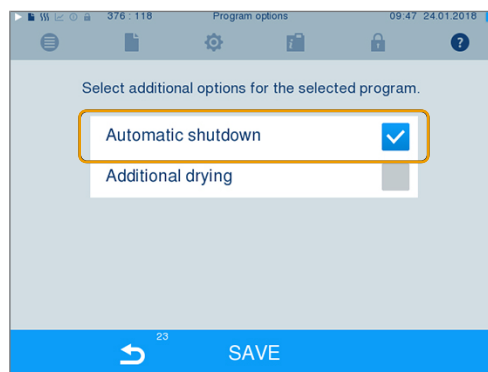 376 : 118 Program options 09:47 24.01.2018
Select additional options for the selected program.
Automatic shutdown
Additional drying
23
SAVE